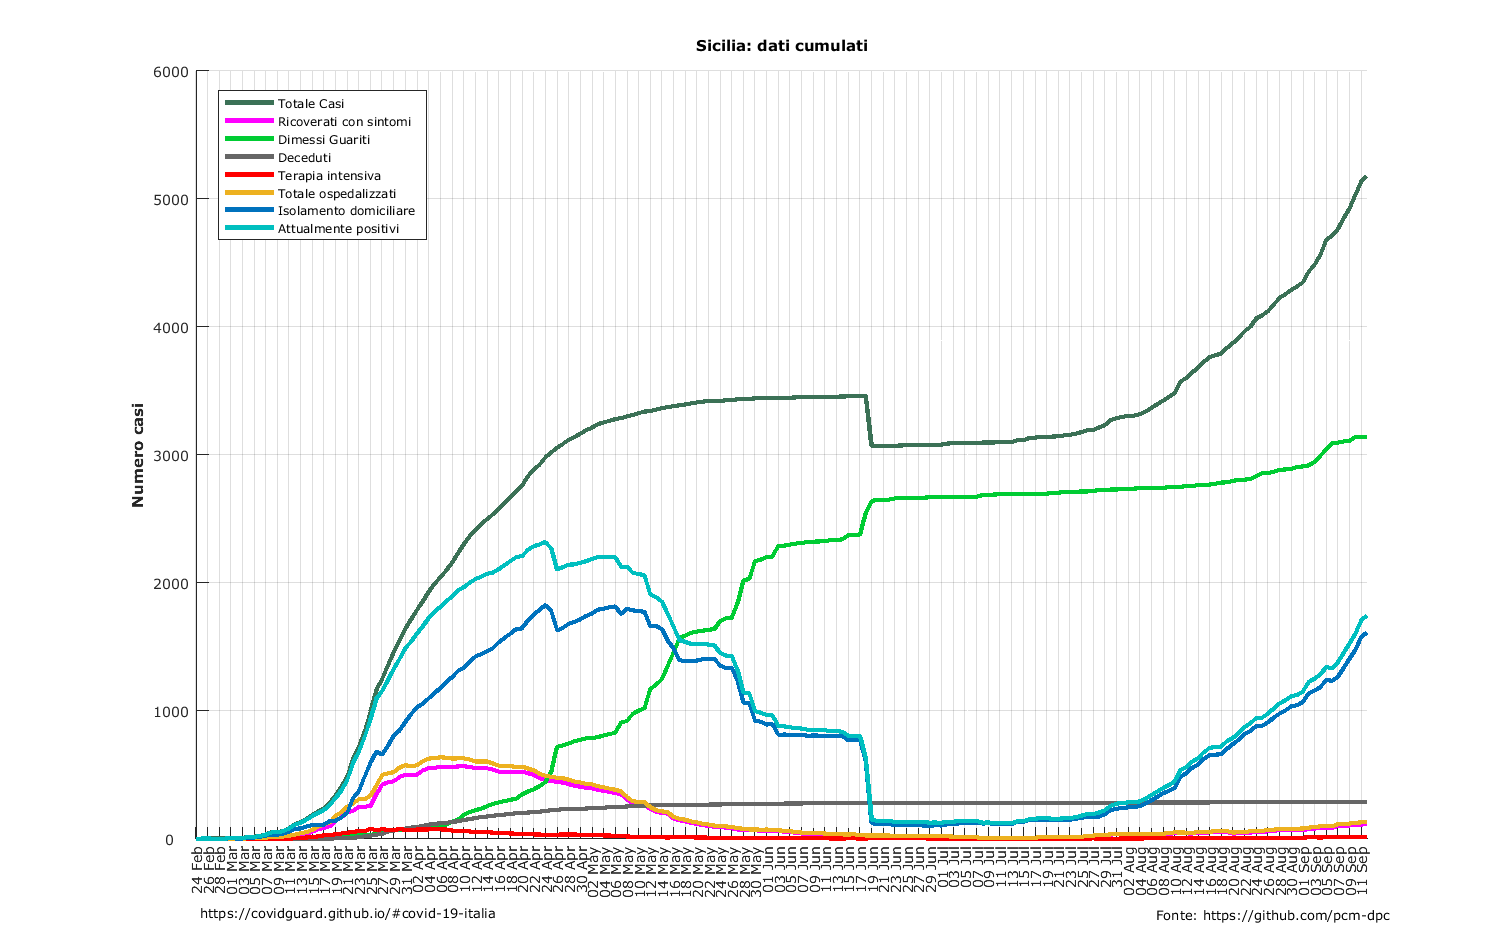 Sicilia: dati cumulati
6000
5000
4000
3000
2000
1000
0
Numero casi
Totale Casi
Ricoverati con sintomi
Dimessi Guariti
Deceduti
Terapia intensiva
Totale ospedalizzati
Isolamento domiciliare
Attualmente positivi
24 Feb
26 Feb
28 Feb
01 Mar
03 Mar
05 Mar
07 Mar
09 Mar
11 Mar
13 Mar
15 Mar
17 Mar
19 Mar
21 Mar
23 Mar
25 Mar
27 Mar
29 Mar
31 Mar
02 Apr
04 Apr
06 Apr
08 Apr
10 Apr
12 Apr
14 Apr
16 Apr
18 Apr
20 Apr
22 Apr
24 Apr
26 Apr
28 Apr
30 Apr
02 May
04 May
06 May
08 May
10 May
12 May
14 May
16 May
18 May
20 May
22 May
24 May
26 May
28 May
30 May
01 Jun
03 Jun
05 Jun
07 Jun
09 Jun
11 Jun
13 Jun
15 Jun
17 Jun
19 Jun
21 Jun
23 Jun
25 Jun
27 Jun
29 Jun
01 Jul
03 Jul
05 Jul
07 Jul
09 Jul
11 Jul
13 Jul
15 Jul
17 Jul
19 Jul
21 Jul
23 Jul
25 Jul
27 Jul
29 Jul
31 Jul
02 Aug
04 Aug
06 Aug
08 Aug
10 Aug
12 Aug
14 Aug
16 Aug
18 Aug
20 Aug
22 Aug
24 Aug
26 Aug
28 Aug
30 Aug
01 Sep
03 Sep
05 Sep
07 Sep
09 Sep
11 Sep
https://covidguard.github.io/#covid-19-italia
Fonte: https://github.com/pcm-dpc